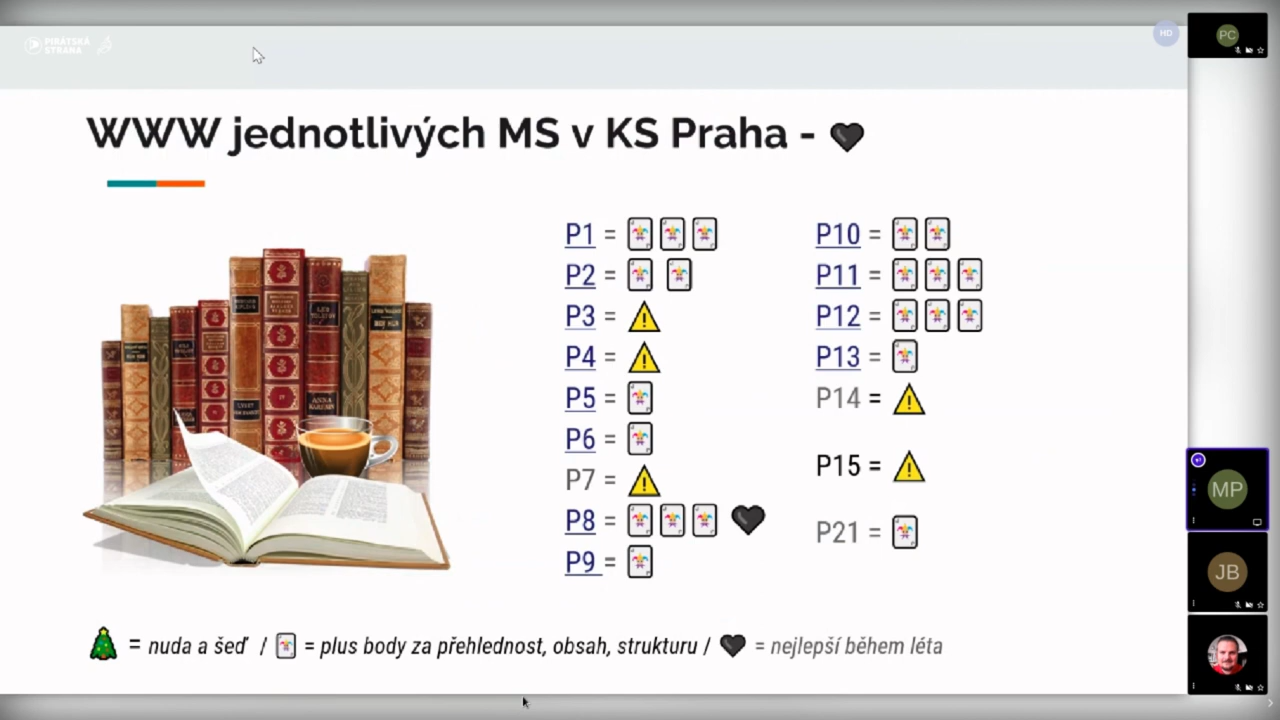 PIRÁTSKÁ
STRANA
HD
PC
WWW jednotlivých MS v KS Praha - 🖤
P1 = 🃏 🃏 🃏
P2 = 🃏 🃏
P3 = ⚠
P4 = ⚠
P5 = 🃏
P6 = 🃏
P7 = ⚠
P8 = 🃏 🃏 🃏 🖤
P9 = 🃏
P10 = 🃏 🃏
P11 = 🃏 🃏 🃏
P12 = 🃏 🃏 🃏
P13 = 🃏
P14 = ⚠
P15 = ⚠
P21 = 🃏
🎄 = nuda a šeď / 🃏 = plus body za přehlednost, obsah, strukturu / 🖤 = nejlepší během léta
MP
JB